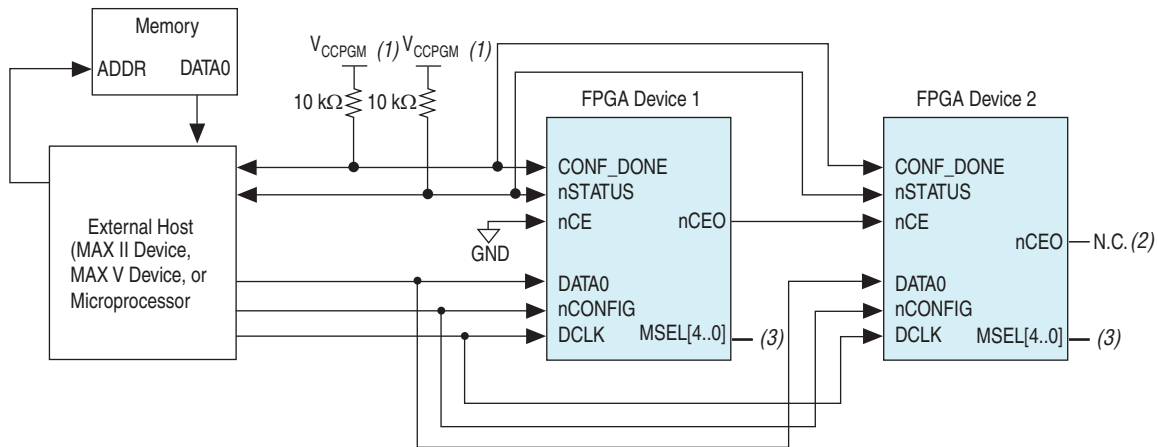 Memory
ADDR DATA0
VCCPGM (1) VCCPGM (1)
10 kΩ 10 kΩ
FPGA Device 1
FPGA Device 2
External Host
(MAX II Device,
MAX V Device, or
Microprocessor
GND
CONF_DONE
nSTATUS
nCE nCEO
DATA0
nCONFIG
DCLK MSEL[4..0] (3)
CONF_DONE
nSTATUS
nCE
nCEO N.C. (2)
DATA0
nCONFIG
DCLK MSEL[4..0] (3)